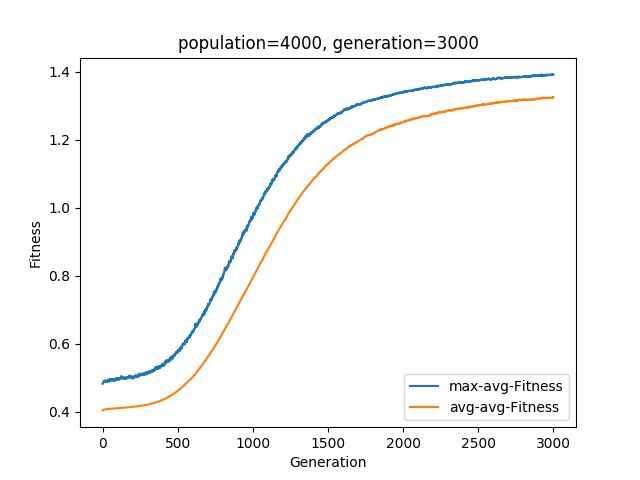 population=4000, generation=3000
Fitness
1.4
1.2
1.0
0.8
0.6
0.4
max-avg-Fitness
avg-avg-Fitness
0 500 1000 1500 2000 2500 3000
Generation